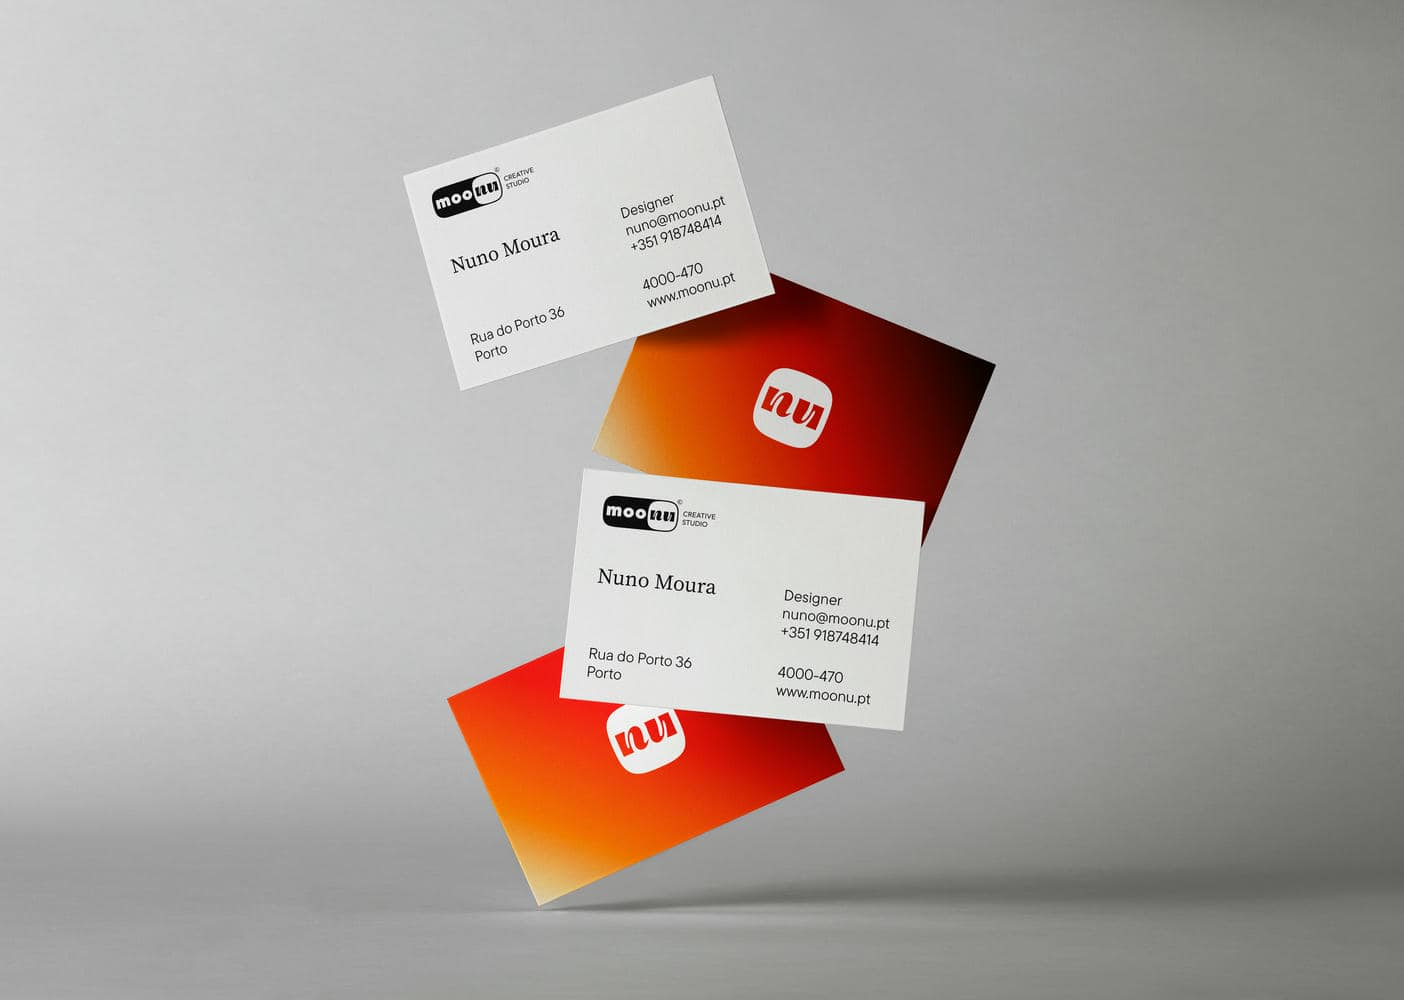 moonu©
CREATIVE
STUDIO
Nuno Moura
Designer
nuno@moonu.pt
+351 918748414
4000-470
www.moonu.pt
Rua do Porto 36
Porto
nu
moonu©
CREATIVE
STUDIO
Nuno Moura
Designer
nuno@moonu.pt
+351 918748414
Rua do Porto 36
Porto
4000-470
www.moonu.pt
nu